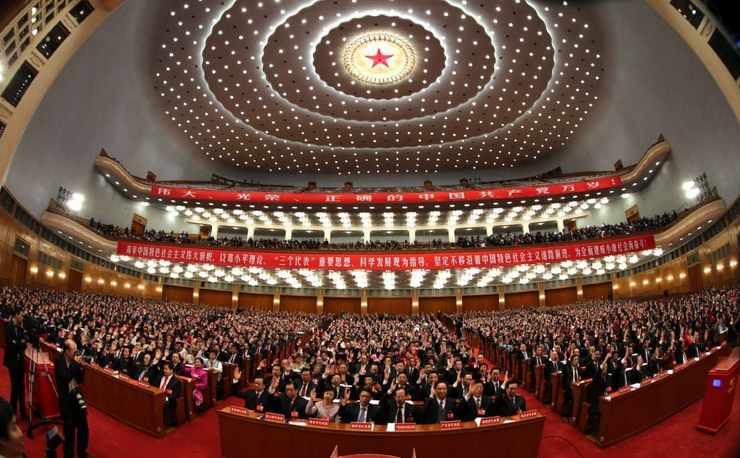 伟大、光荣、正确的中国共产党万岁！
高举中国特色社会主义伟大旗帜，以邓小平理论、“三个代表”重要思想、科学发展观为指导，坚定不移沿着中国特色社会主义道路前进，为全面建成小康社会而奋斗！